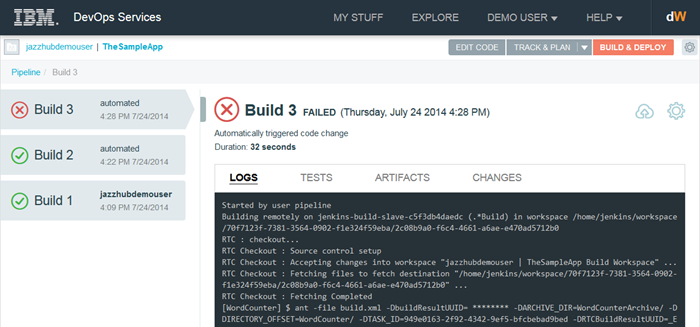 IBM. DevOps Services MY STUFF EXPLORE DEMO USER HELP dW
jazzhubdemouser | TheSampleApp EDIT CODE TRACK & PLAN BUILD & DEPLOY
Pipeline / Build 3
Build 3 automated
4:28 PM 7/24/2014
Build 2 automated
4:22 PM 7/24/2014
Build 1 jazzhubdemouser
4:09 PM 7/24/2014
Build 3 FAILED (Thursday, July 24 2014 4:28 PM)
Automatically triggered code change
Duration: 32 seconds
LOGS TESTS ARTIFACTS CHANGES
Started by user pipeline
Building remotely on jenkins-build-slave-c5f3db4daedc (.*Build) in workspace /home/jenkins/workspace
/70f7123f-7381-3564-0902-f1e324f59eba/2c08b9a0-f6c4-4661-a6ae-e470ad5712b0
RTC : checkout...
RTC Checkout : Source control setup
RTC Checkout : Accepting changes into workspace "jazzhubdemouser | TheSampleApp Build Workspace" ...
RTC Checkout : Fetching files to fetch destination "/home/jenkins/workspace/70f7123f-7381-3564-0902-
f1e324f59eba/2c08b9a0-f6c4-4661-a6ae-e470ad5712b0" ...
RTC Checkout : Fetching Completed
[WordCounter] $ ant -file build.xml -DbuildResultUUID= ******** -DARCHIVE_DIR=WordCounterArchive/ -D
DIRECTORY_OFFSET=WordCounter/ -DTASK_ID=949e0163-2f92-4342-9ef5-bfcbebad9bed -DRTCBuildResultUUID=_E